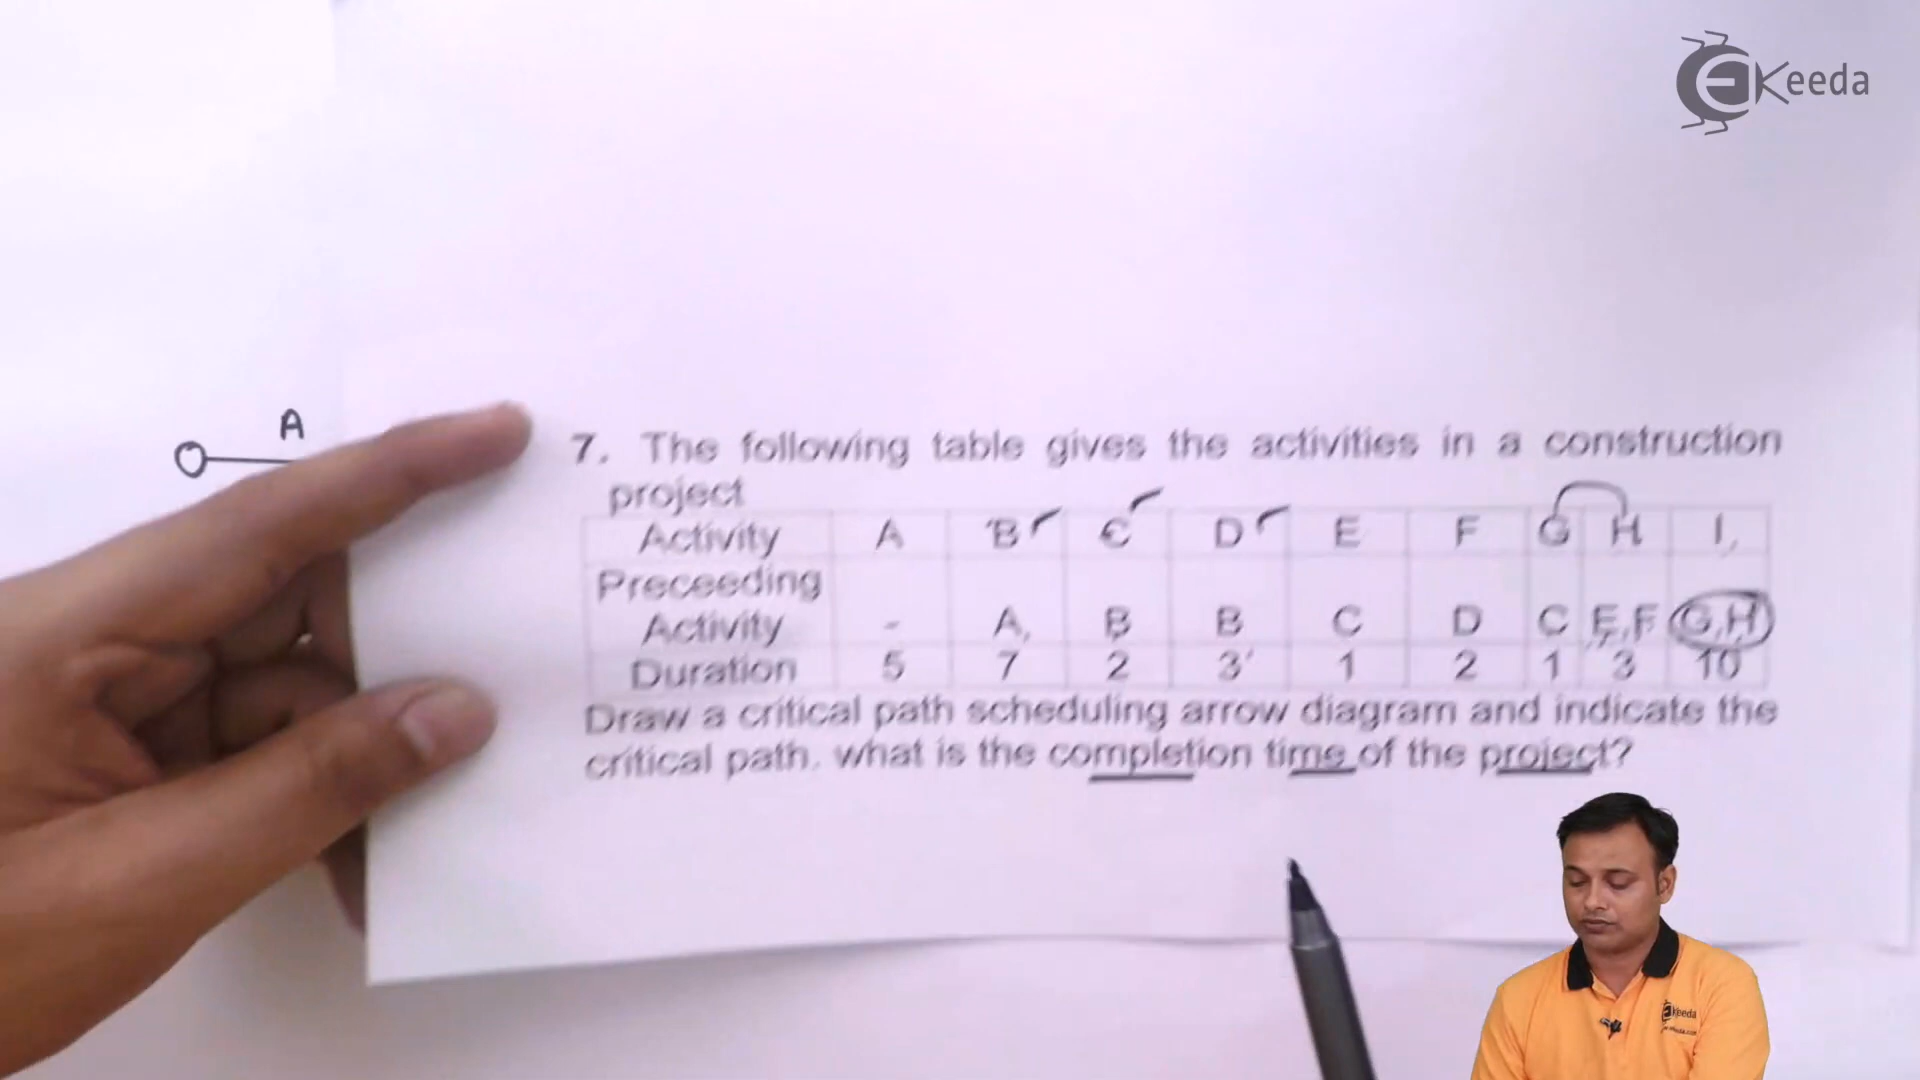 EKeeda
A
7. The following table gives the activities in a construction
project
Activity A B C D E F G H I,
Preceeding
Activity - A, B B C D C E,F G,H
Duration 5 7 2 3 1 2 1 3 10
Draw a critical path scheduling arrow diagram and indicate the
critical path. what is the completion time of the project?
EKeeda